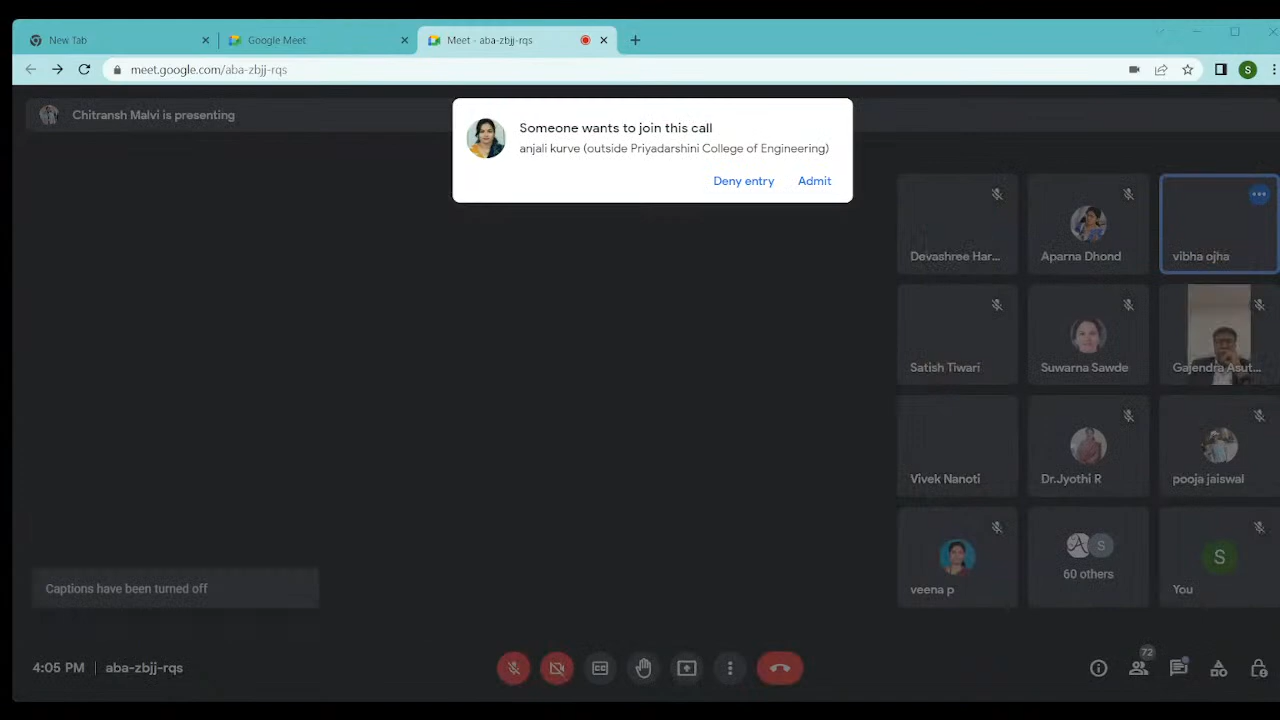 New Tab
Google Meet
Meet - aba-zbjj-rqs
meet.google.com/aba-zbjj-rqs
S
Chitransh Malvi is presenting
Someone wants to join this call
anjali kurve (outside Priyadarshini College of Engineering)
Deny entry
Admit
Devashree Har...
Aparna Dhond
vibha ojha
Satish Tiwari
Suwarna Sawde
Gajendra Asut...
Vivek Nanoti
Dr.Jyothi R
pooja jaiswal
A S
S
veena p
60 others
You
Captions have been turned off
4:05 PM | aba-zbjj-rqs
72